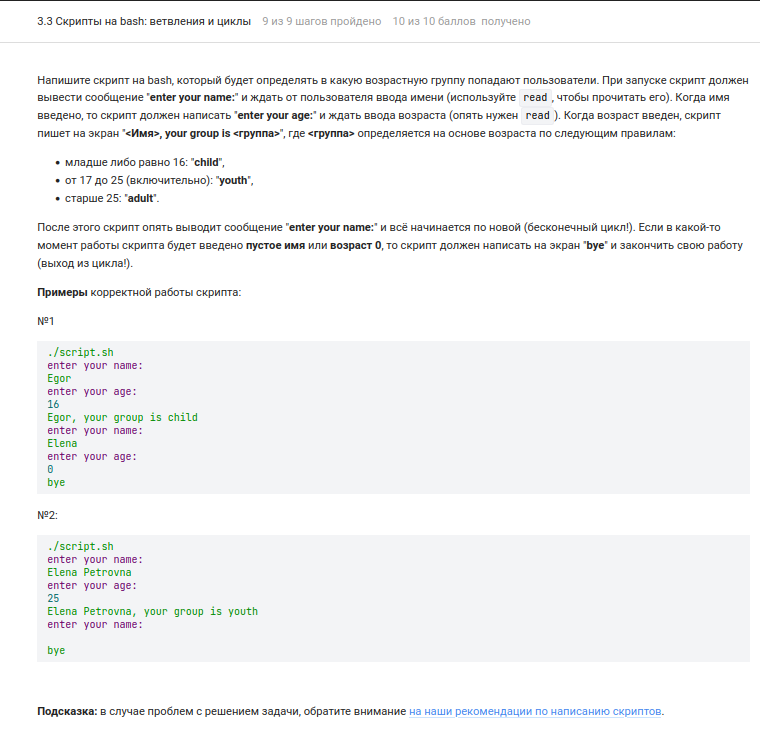 3.3 Скрипты на bash: ветвления и циклы 9 из 9 шагов пройдено 10 из 10 баллов получено
Напишите скрипт на bash, который будет определять в какую возрастную группу попадают пользователи. При запуске скрипт должен
вывести сообщение "enter your name:" и ждать от пользователя ввода имени (используйте read , чтобы прочитать его). Когда имя
введено, то скрипт должен написать "enter your age:" и ждать ввода возраста (опять нужен read ). Когда возраст введен, скрипт
пишет на экран "<Имя>, your group is <группа>", где <группа> определяется на основе возраста по следующим правилам:
• младше либо равно 16: "child",
• от 17 до 25 (включительно): "youth",
• старше 25: "adult".
После этого скрипт опять выводит сообщение "enter your name:" и всё начинается по новой (бесконечный цикл!). Если в какой-то
момент работы скрипта будет введено пустое имя или возраст 0, то скрипт должен написать на экран "bye" и закончить свою работу
(выход из цикла!).
Примеры корректной работы скрипта:
№1
./script.sh
enter your name:
Egor
enter your age:
16
Egor, your group is child
enter your name:
Elena
enter your age:
0
bye
№2:
./script.sh
enter your name:
Elena Petrovna
enter your age:
25
Elena Petrovna, your group is youth
enter your name:
bye
Подсказка: в случае проблем с решением задачи, обратите внимание на наши рекомендации по написанию скриптов.